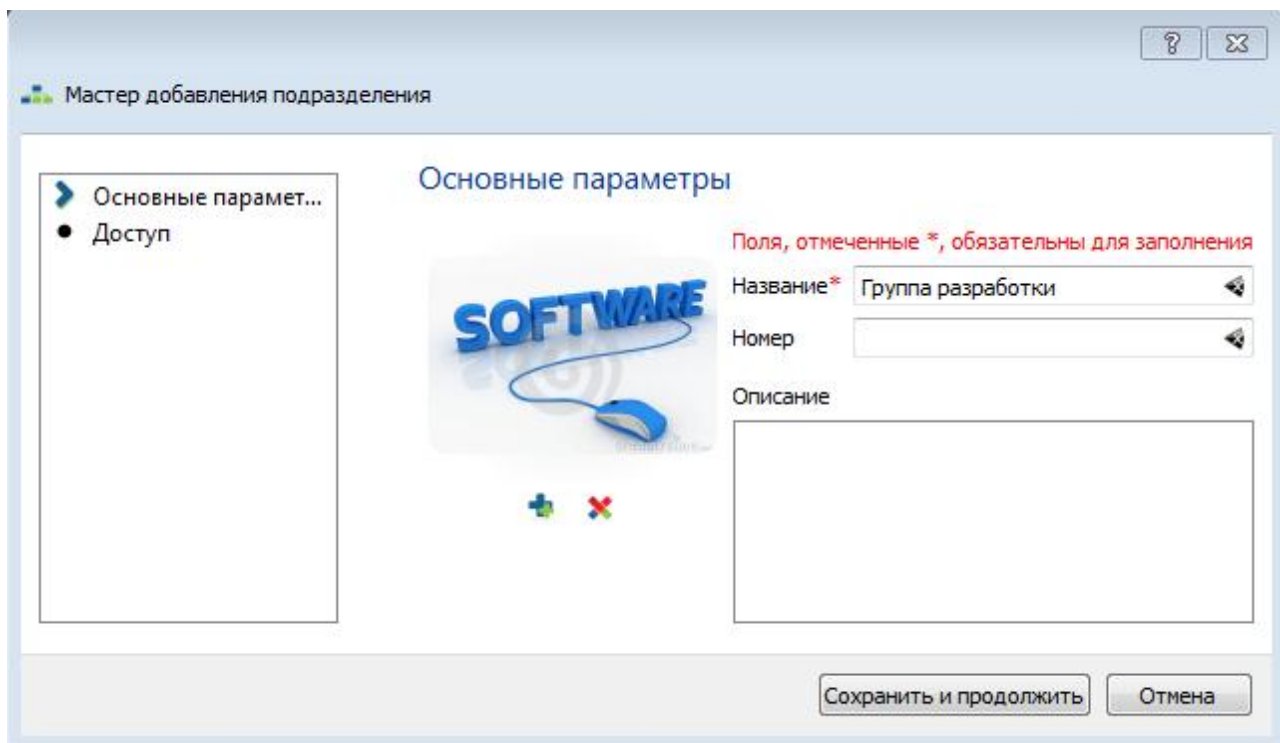 Мастер добавления подразделения
Основные парамет...
Доступ
Основные параметры
SOFTWARE
Поля, отмеченные *, обязательны для заполнения
Название* Группа разработки
Номер
Описание
Сохранить и продолжить
Отмена